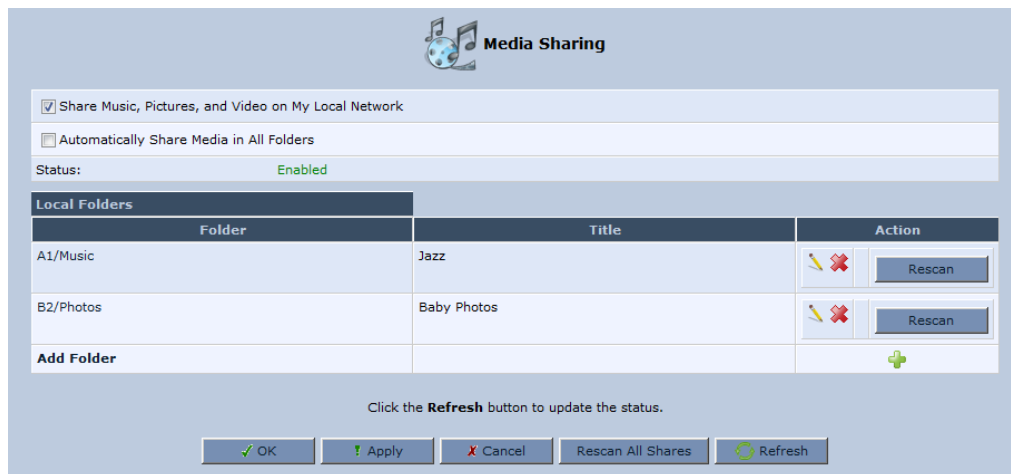 Media Sharing
Share Music, Pictures, and Video on My Local Network
Automatically Share Media in All Folders
Status: Enabled
Local Folders
Folder Title Action
A1/Music Jazz Rescan
B2/Photos Baby Photos Rescan
Add Folder
Click the Refresh button to update the status.
OK Apply Cancel Rescan All Shares Refresh